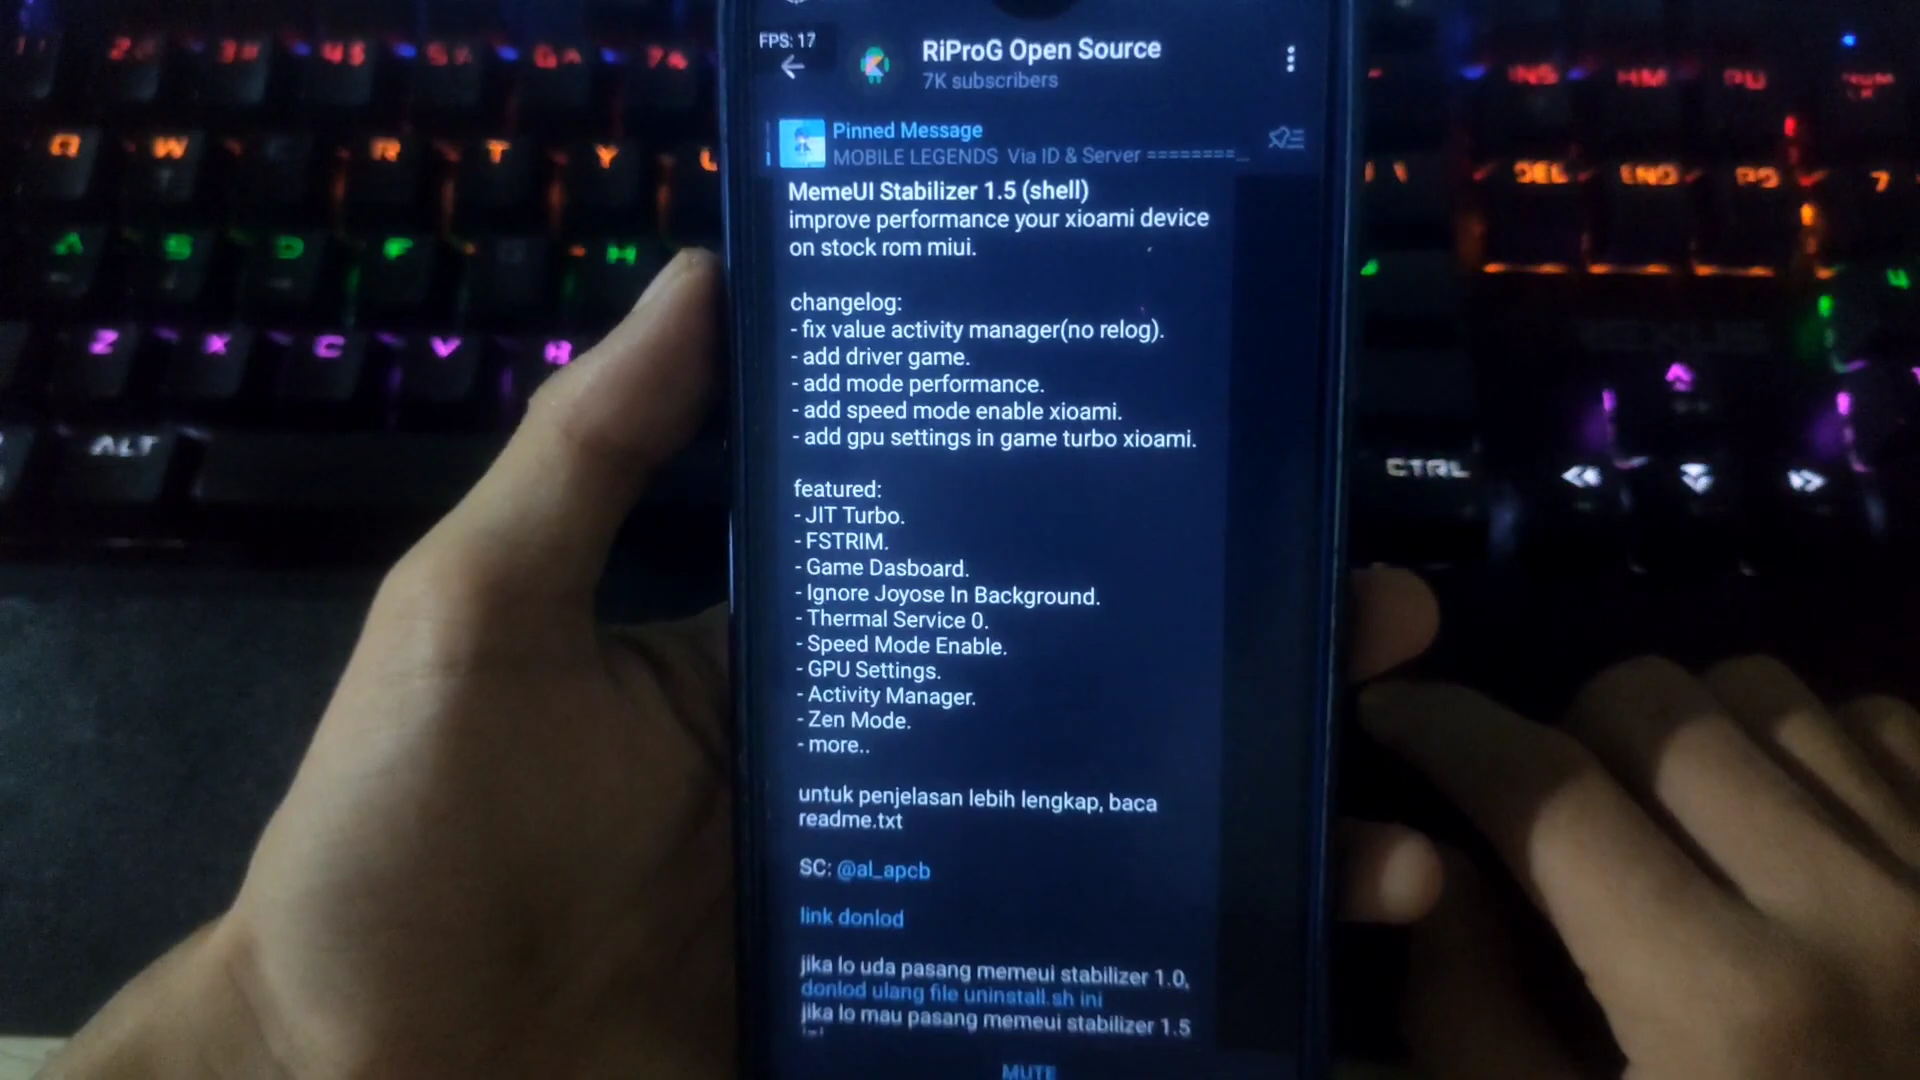 FPS: 17
RiProG Open Source
7K subscribers
Pinned Message
MOBILE LEGENDS Via ID & Server ========...
MemeUI Stabilizer 1.5 (shell)
improve performance your xioami device
on stock rom miui.
changelog:
- fix value activity manager(no relog).
- add driver game.
- add mode performance.
- add speed mode enable xioami.
- add gpu settings in game turbo xioami.
featured:
- JIT Turbo.
- FSTRIM.
- Game Dasboard.
- Ignore Joyose In Background.
- Thermal Service 0.
- Speed Mode Enable.
- GPU Settings.
- Activity Manager.
- Zen Mode.
- more..
untuk penjelasan lebih lengkap, baca
readme.txt
SC: @al_apcb
link donlod
jika lo uda pasang memeui stabilizer 1.0,
donlod ulang file uninstall.sh ini
jika lo mau pasang memeui stabilizer 1.5
MUTE
Q W R T Y
INS HM PU
DEL END PD 7
A S D F H
Z X C V B
ALT
CTRL